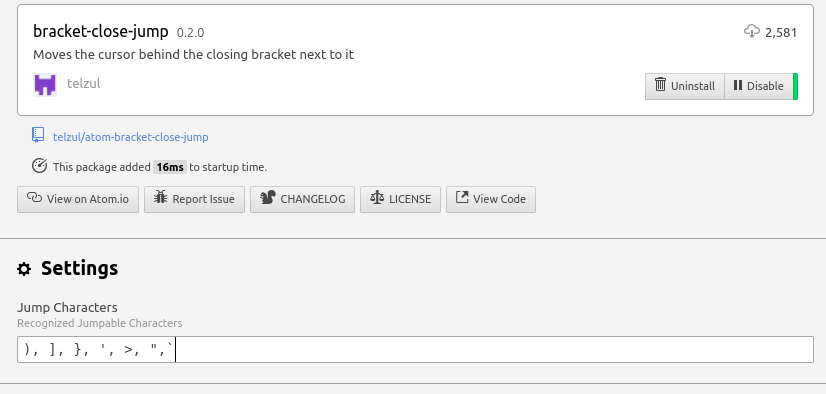 bracket-close-jump 0.2.0 2,581
Moves the cursor behind the closing bracket next to it
telzul Uninstall Disable
telzul/atom-bracket-close-jump
This package added 16ms to startup time.
View on Atom.io Report Issue CHANGELOG LICENSE View Code
Settings
Jump Characters
Recognized Jumpable Characters
), ], }, ', >, ",`